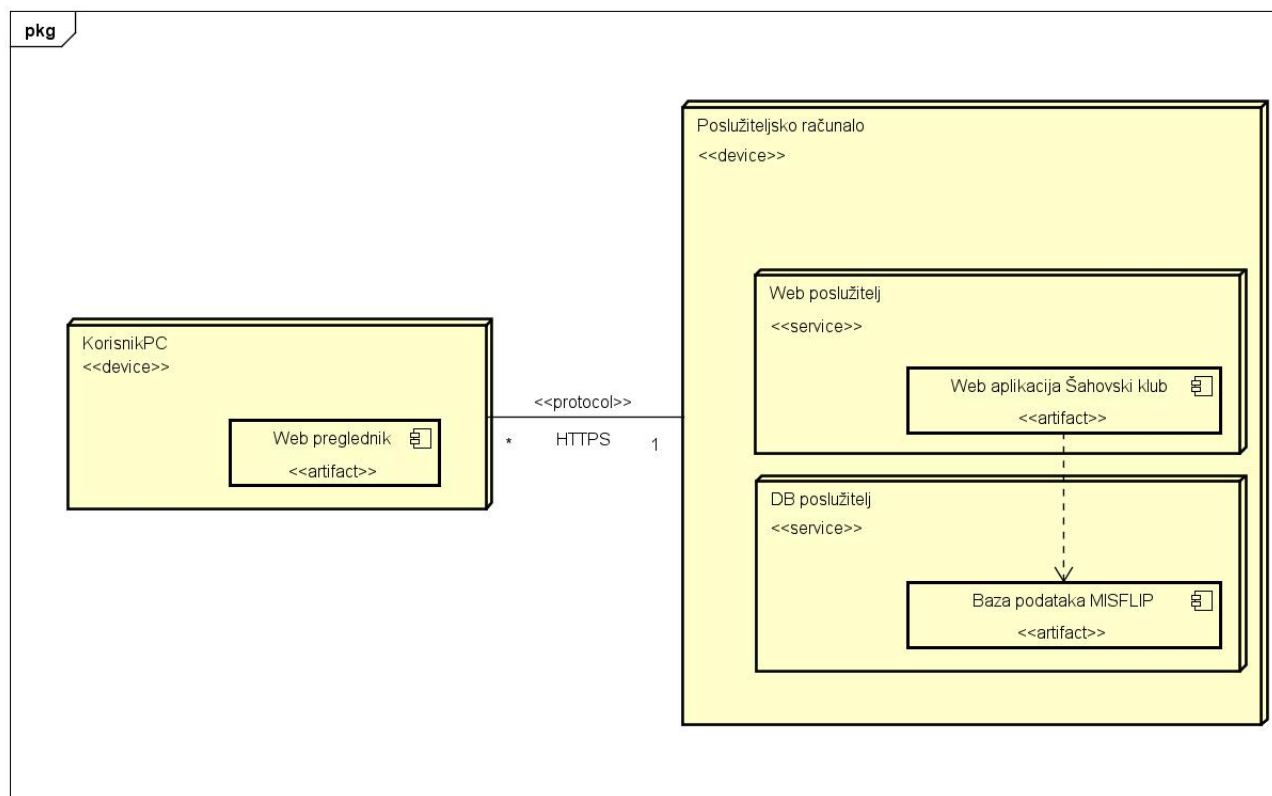 pkg
KorisnikPC
<<device>>
Web preglednik
<<artifact>>
<<protocol>>
* HTTPS 1
Poslužiteljsko računalo
<<device>>
Web poslužitelj
<<service>>
Web aplikacija Šahovski klub
<<artifact>>
DB poslužitelj
<<service>>
Baza podataka MISFLIP
<<artifact>>